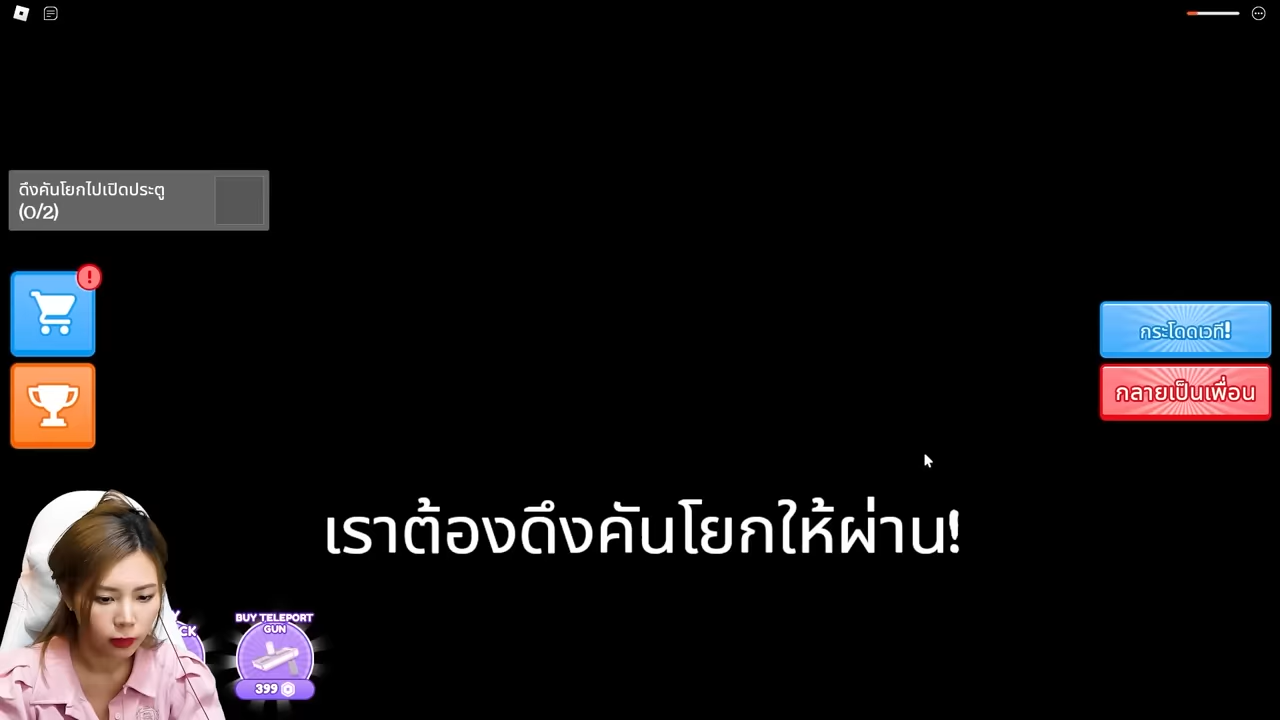 ดึงคันโยกไปเปิดประตู
(0/2)
!
กระโดดเวที!
กลายเป็นเพื่อน
เราต้องดึงคันโยกให้ผ่าน!
BUY TELEPORT
GUN
399